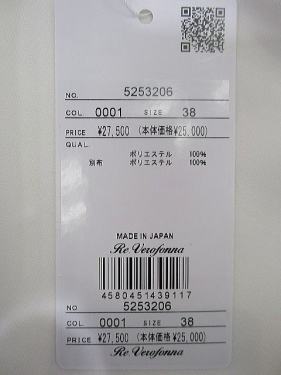 NO. 5253206
COL. 0001 SIZE 38
PRICE ¥27,500 (本体価格¥25,000)
QUAL.
ポリエステル 100%
別布 ポリエステル 100%
MADE IN JAPAN
Re Verofonna
4580451439117
NO. 5253206
COL. 0001 SIZE 38
PRICE ¥27,500 (本体価格¥25,000)
Re Verofonna